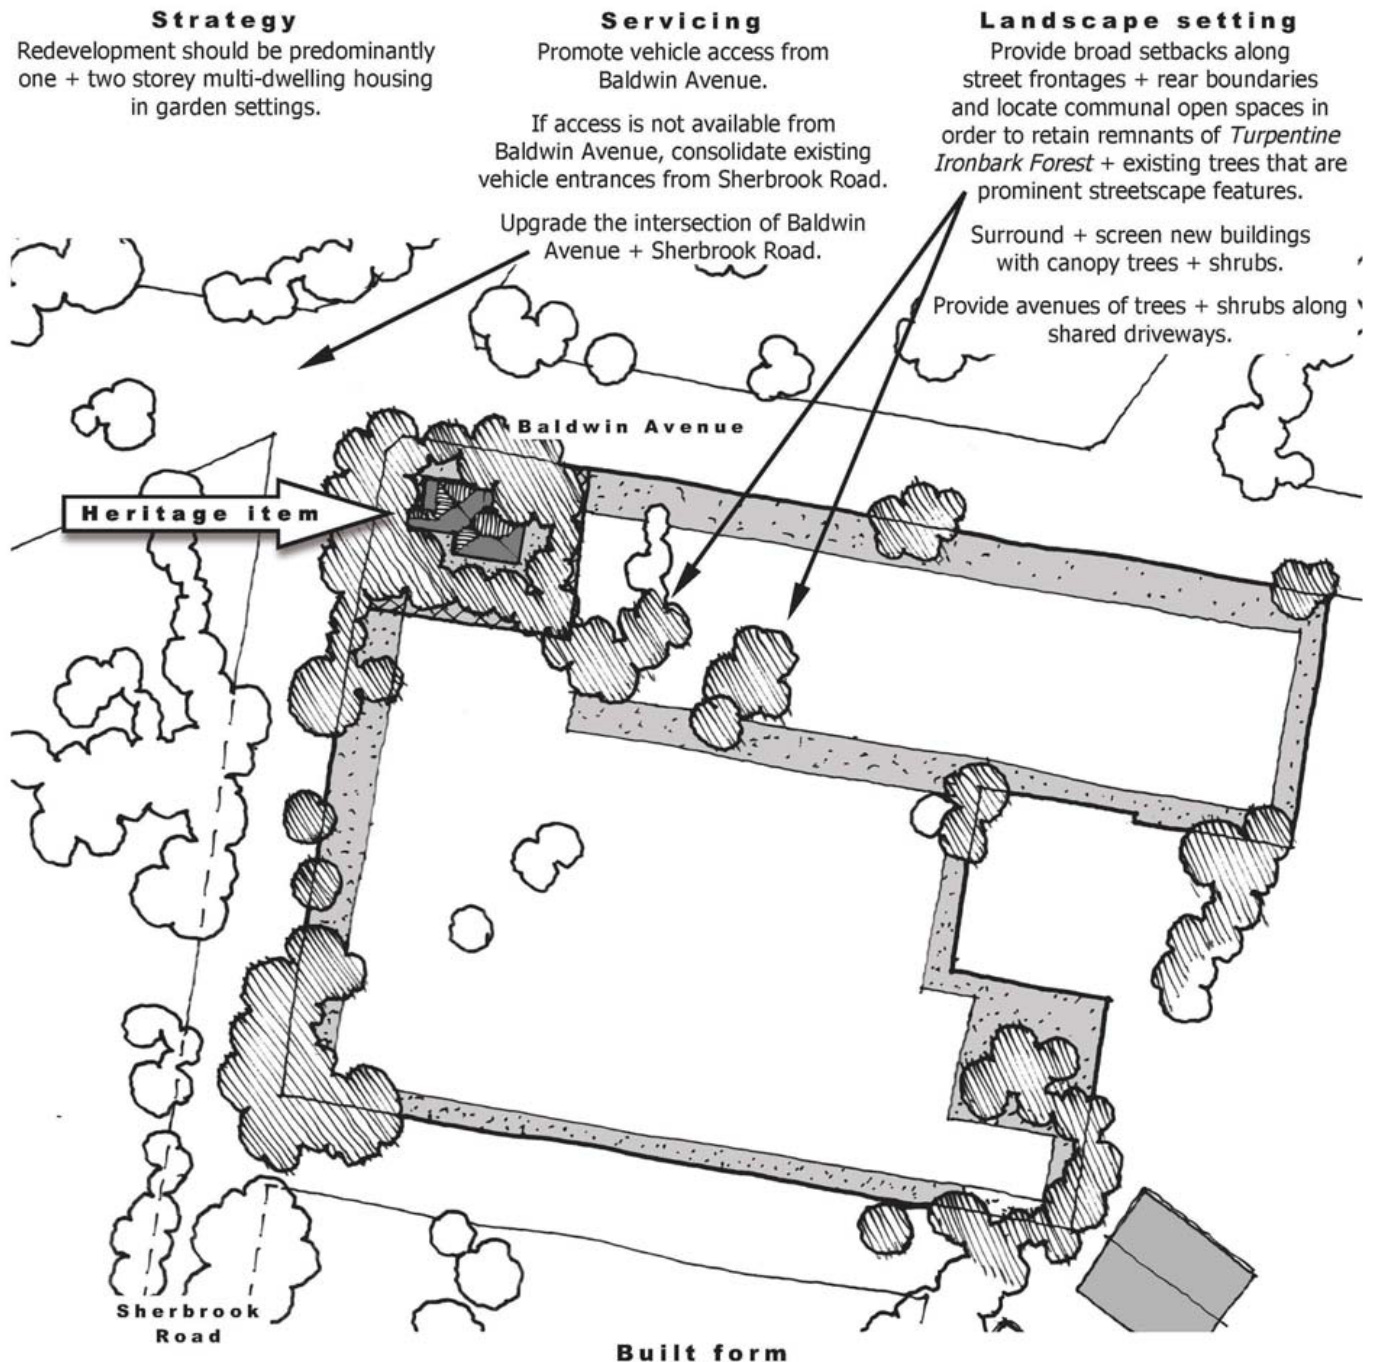 Strategy
Redevelopment should be predominantly
one + two storey multi-dwelling housing
in garden settings.
Servicing
Promote vehicle access from
Baldwin Avenue.
If access is not available from
Baldwin Avenue, consolidate existing
vehicle entrances from Sherbrook Road.
Upgrade the intersection of Baldwin
Avenue + Sherbrook Road.
Landscape setting
Provide broad setbacks along
street frontages + rear boundaries
and locate communal open spaces in
order to retain remnants of Turpentine
Ironbark Forest + existing trees that are
prominent streetscape features.
Surround + screen new buildings
with canopy trees + shrubs.
Provide avenues of trees + shrubs along
shared driveways.
Baldwin Avenue
Heritage item
Sherbrook
Road
Built form